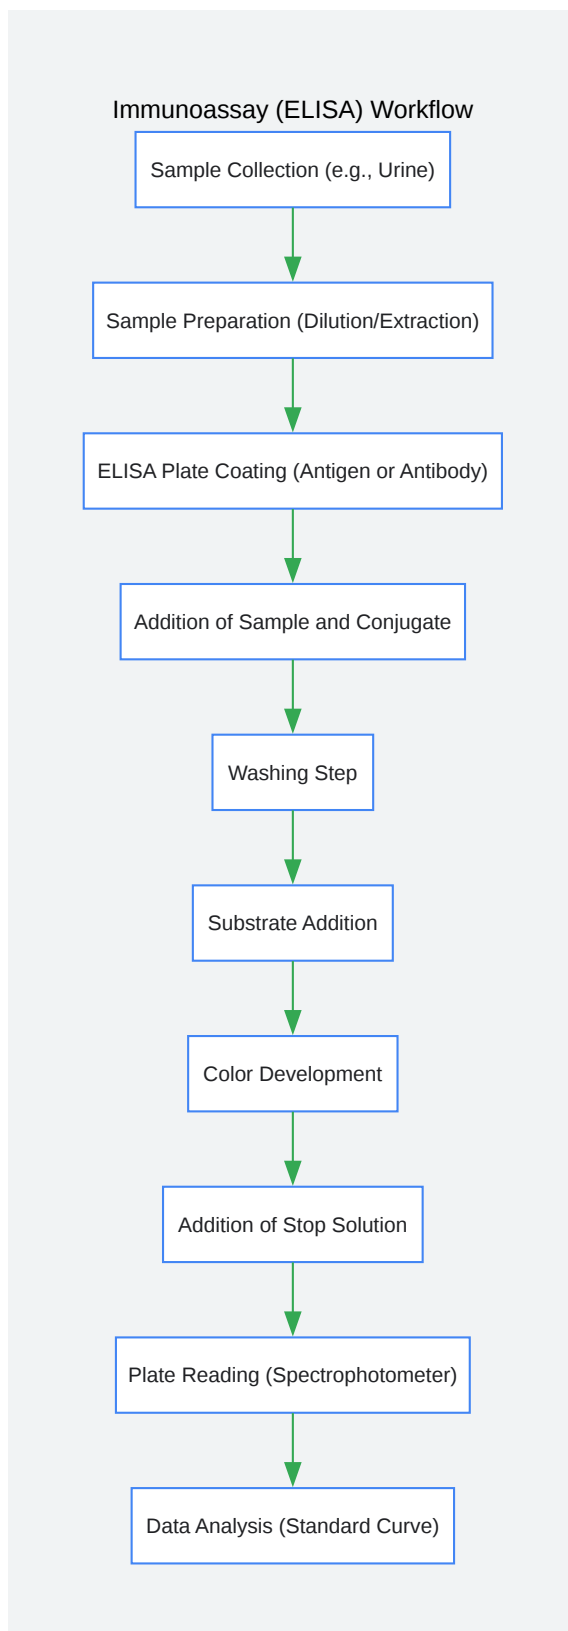 Immunoassay (ELISA) Workflow
Sample Collection (e.g., Urine)
Sample Preparation (Dilution/Extraction)
ELISA Plate Coating (Antigen or Antibody)
Addition of Sample and Conjugate
Washing Step
Substrate Addition
Color Development
Addition of Stop Solution
Plate Reading (Spectrophotometer)
Data Analysis (Standard Curve)